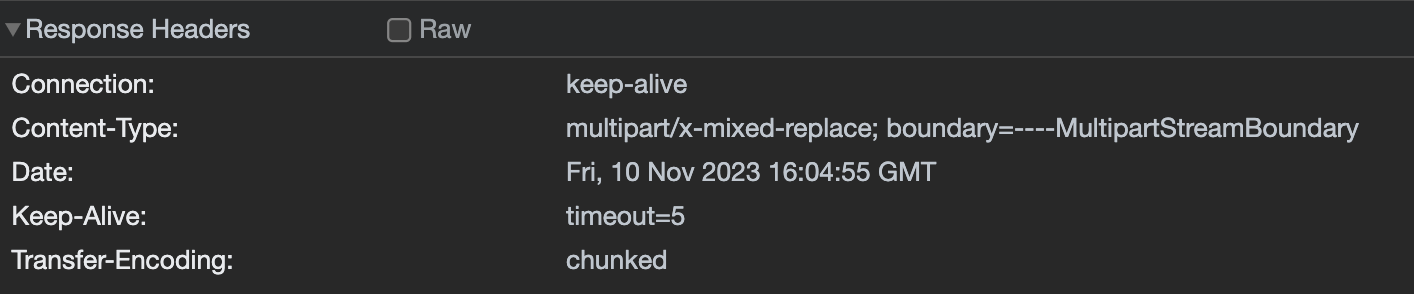 Response Headers Raw
Connection: keep-alive
Content-Type: multipart/x-mixed-replace; boundary=----MultipartStreamBoundary
Date: Fri, 10 Nov 2023 16:04:55 GMT
Keep-Alive: timeout=5
Transfer-Encoding: chunked